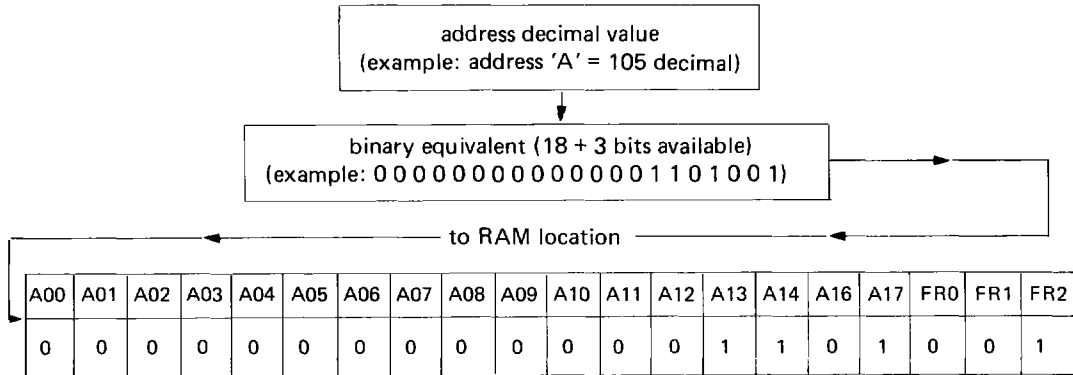 address decimal value
(example: address 'A' = 105 decimal)
binary equivalent (18 + 3 bits available)
(example: 0 0 0 0 0 0 0 0 0 0 0 0 0 0 1 1 0 1 0 0 1)
to RAM location
A00 A01 A02 A03 A04 A05 A06 A07 A08 A09 A10 A11 A12 A13 A14 A16 A17 FR0 FR1 FR2
0 0 0 0 0 0 0 0 0 0 0 0 0 1 1 0 1 0 0 1